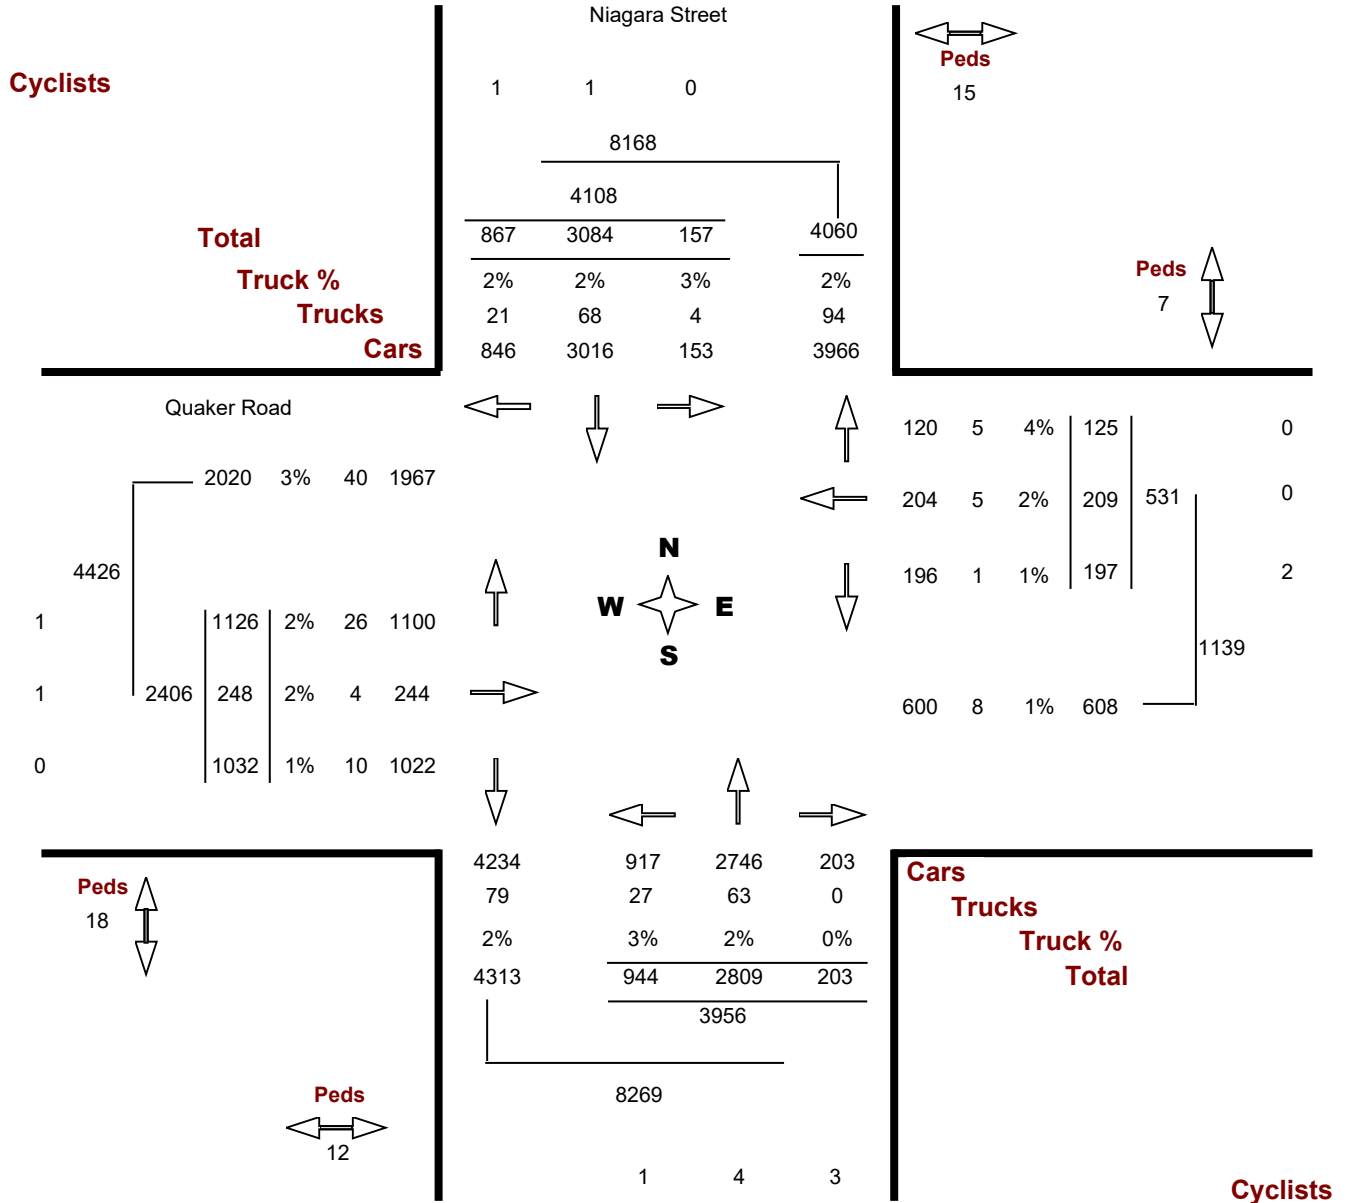 Niagara Street
Peds
15
Cyclists
1 1 0
8168
4108
Total 867 3084 157 4060
Truck % 2% 2% 3% 2%
Trucks 21 68 4 94
Cars 846 3016 153 3966
Peds
7
Quaker Road
120 5 4% 125 0
2020 3% 40 1967
204 5 2% 209 531 0
N
4426
196 1 1% 197 2
W E
1 1126 2% 26 1100
S
1139
1 2406 248 2% 4 244
600 8 1% 608
0 1032 1% 10 1022
4234 917 2746 203 Cars
Peds
18
79 27 63 0 Trucks
2% 3% 2% 0% Truck %
4313 944 2809 203 Total
3956
8269
Peds
12
1 4 3
Cyclists